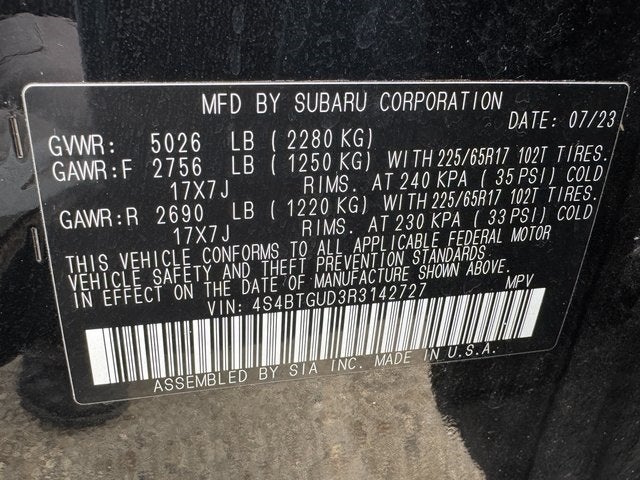 MFD BY SUBARU CORPORATION
DATE: 07/23
GVWR: 5026 LB (2280 KG)
GAWR:F 2756 LB (1250 KG) WITH 225/65R17 102T TIRES.
17X7J RIMS. AT 240 KPA (35 PSI) COLD
GAWR:R 2690 LB (1220 KG) WITH 225/65R17 102T TIRES.
17X7J RIMS. AT 230 KPA (33 PSI) COLD
THIS VEHICLE CONFORMS TO ALL APPLICABLE FEDERAL MOTOR
VEHICLE SAFETY AND THEFT PREVENTION STANDARDS
IN EFFECT ON THE DATE OF MANUFACTURE SHOWN ABOVE.
VIN: 4S4BTGUD3R3142727 MPV
ASSEMBLED BY SIA INC. MADE IN U.S.A.